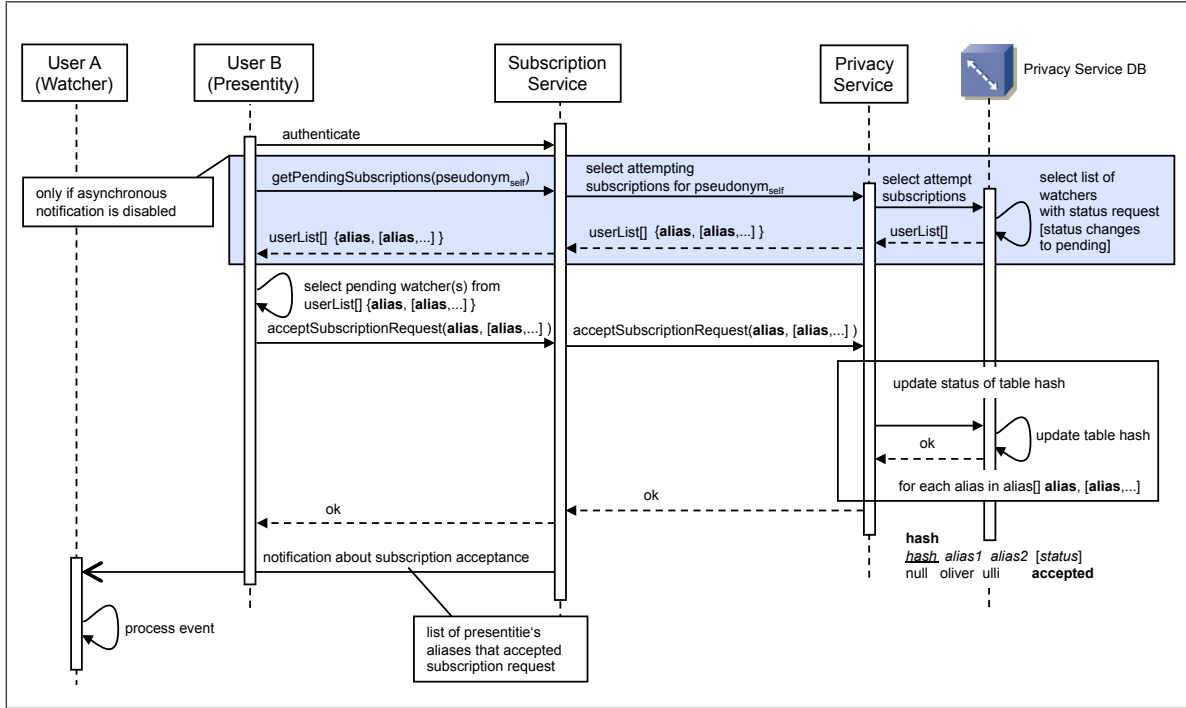 User A
(Watcher)
User B
(Presentity)
Subscription
Service
Privacy
Service
Privacy Service DB
authenticate
only if asynchronous
notification is disabled
getPendingSubscriptions(pseudonym_self)
select attempting
subscriptions for pseudonym_self
select attempt
subscriptions
select list of
watchers
with status request
[status changes
to pending]
userList[] {alias, [alias,...] }
userList[] {alias, [alias,...] }
userList[]
select pending watcher(s) from
userList[] {alias, [alias,...] }
acceptSubscriptionRequest(alias, [alias,...] )
acceptSubscriptionRequest(alias, [alias,...] )
update status of table hash
update table hash
ok
for each alias in alias[] alias, [alias,...]
ok
ok
hash
hash alias1 alias2 [status]
null oliver ulli accepted
notification about subscription acceptance
process event
list of presentitie‘s
aliases that accepted
subscription request